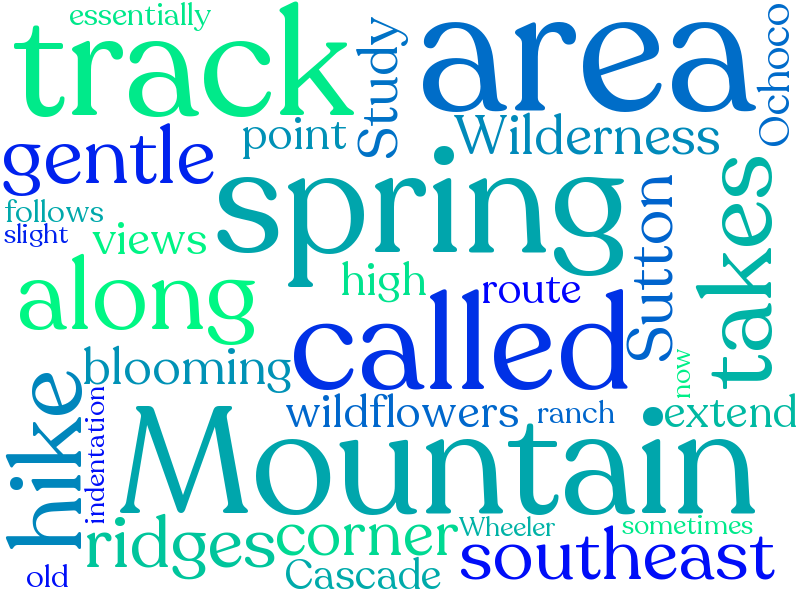 essentially
track
Study
area
Ochoco
gentle
point
Wilderness
spring
takes
follows
slight
views
Sutton
along
high
route
called
blooming
now
hike
indentation
wildflowers
ranch
extend
Mountain
ridges
corner
Wheeler
sometimes
southeast
old
Cascade